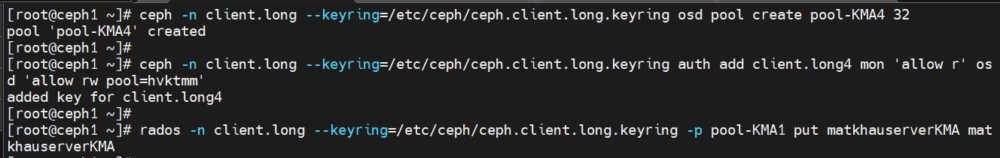 [root@ceph1 ~]# ceph -n client.long --keyring=/etc/ceph/ceph.client.long.keyring osd pool create pool-KMA4 32
pool 'pool-KMA4' created
[root@ceph1 ~]#
[root@ceph1 ~]# ceph -n client.long --keyring=/etc/ceph/ceph.client.long.keyring auth add client.long4 mon 'allow r' os
d 'allow rw pool=hvktmm'
added key for client.long4
[root@ceph1 ~]#
[root@ceph1 ~]# rados -n client.long --keyring=/etc/ceph/ceph.client.long.keyring -p pool-KMA1 put matkhauserverKMA mat
khauserverKMA